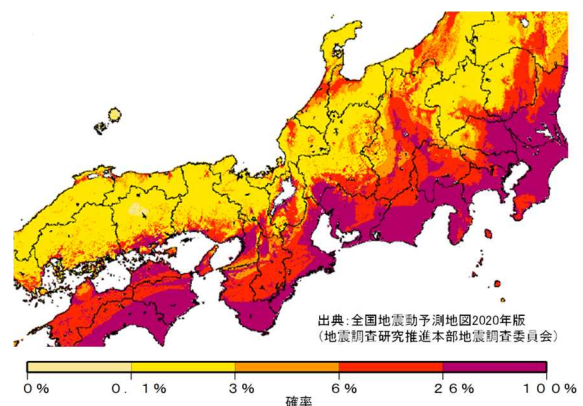 出典:全国地震動予測地図2020年版
(地震調査研究推進本部地震調査委員会)
0% 0.1% 3% 6% 26% 100%
確率